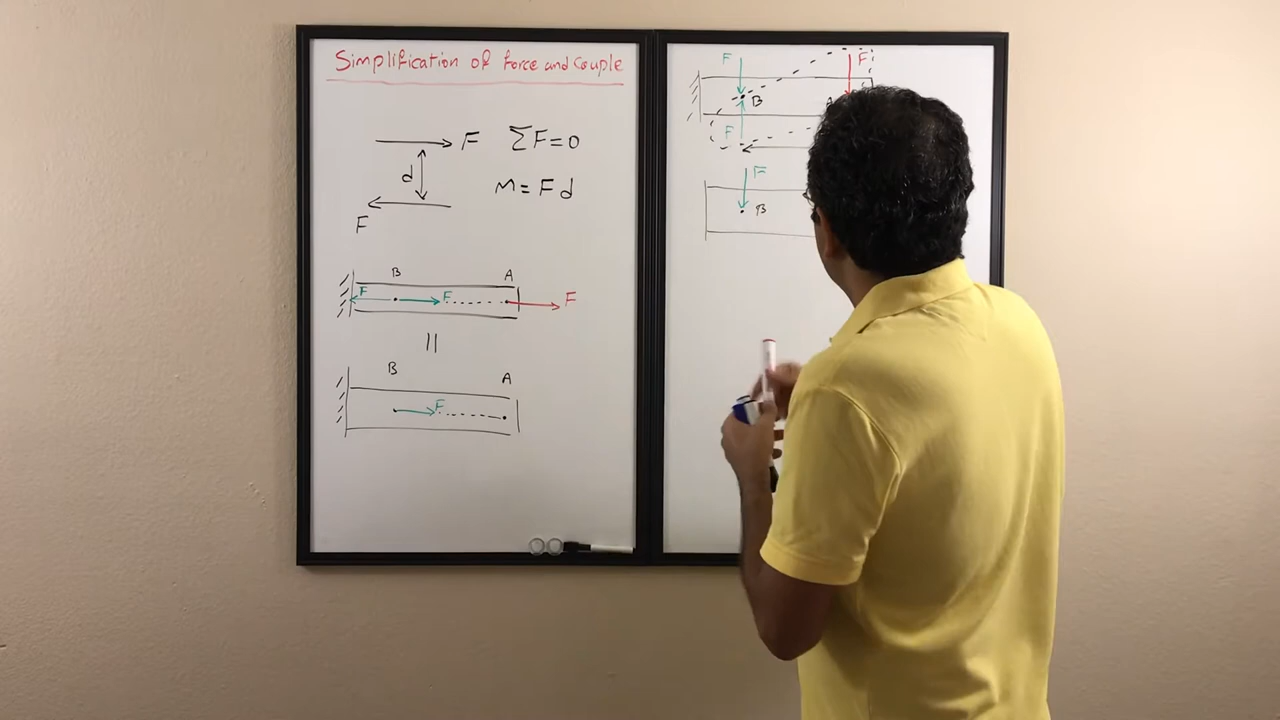 Simplification of Force and Couple
F ΣF=0
d
M = Fd
F
B A
F F F
=
B A
F
F F
B A
F
F
B